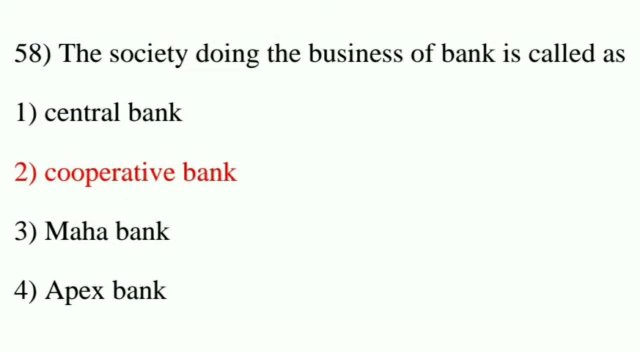 58) The society doing the business of bank is called as
1) central bank
2) cooperative bank
3) Maha bank
4) Apex bank